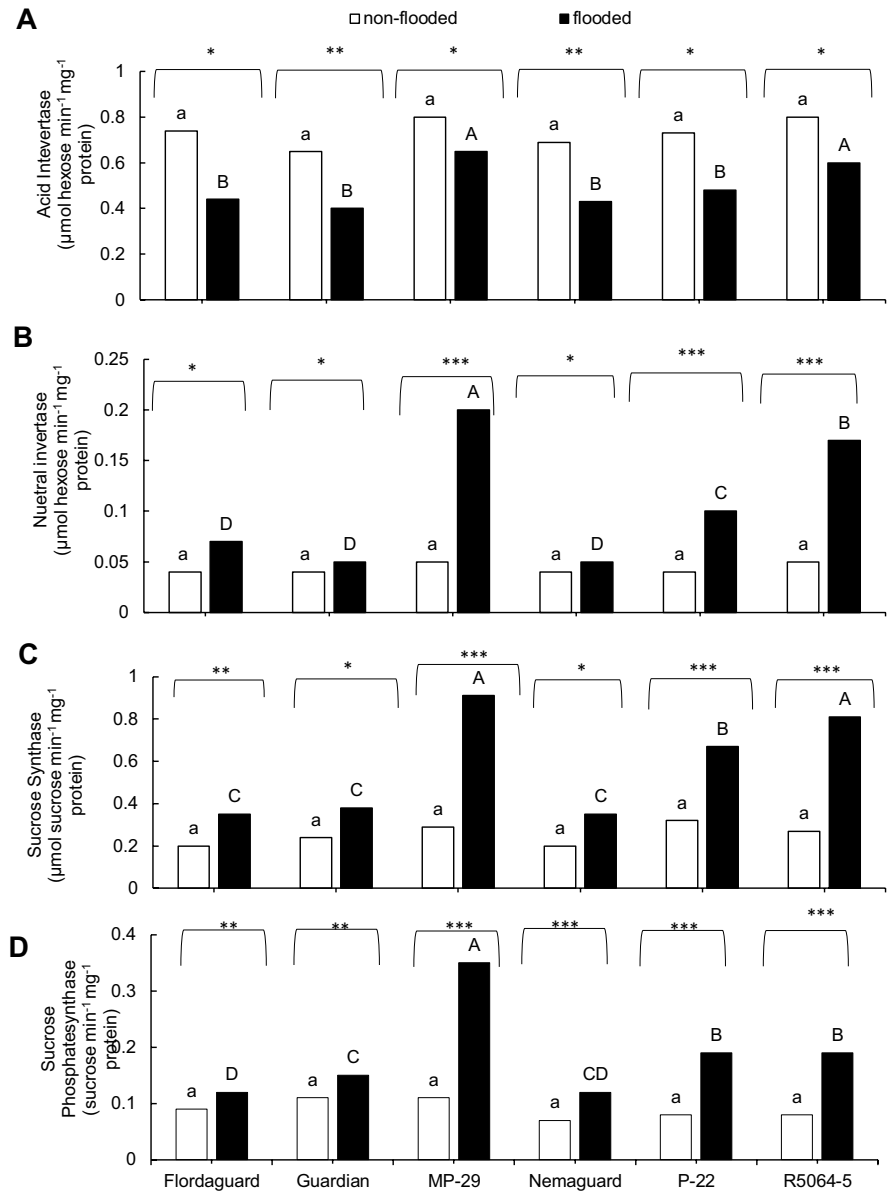 A
non-flooded flooded
* ** * ** * *
Acid Intevertase
(μmol hexose min-1 mg-1
protein)
1
0.8
0.6
0.4
0.2
0
a B a B a A a B a B a A
B
* * *** * *** ***
Nuetral invertase
(μmol hexose min-1 mg-1
protein)
0.25
0.2
0.15
0.1
0.05
0
a D a D a A a D a C a B
C
** * *** * *** ***
Sucrose Synthase
(μmol sucrose min-1 mg-1
protein)
1
0.8
0.6
0.4
0.2
0
a C a C a A a C a B a A
D
** ** *** *** *** ***
Sucrose
Phosphatesynthase
(sucrose min-1 mg-1
protein)
0.4
0.3
0.2
0.1
0
a D a C a A a CD a B a B
Flordaguard Guardian MP-29 Nemaguard P-22 R5064-5